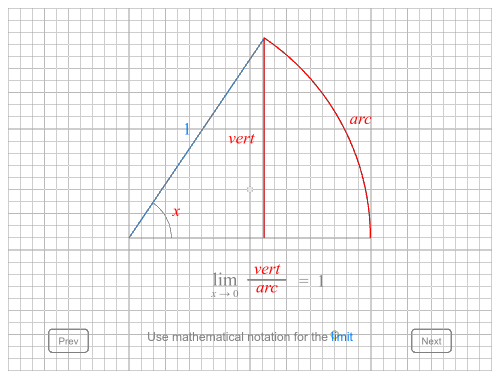 1
vert
arc
x
lim x → 0 vert / arc = 1
Prev
Use mathematical notation for the limit
Next